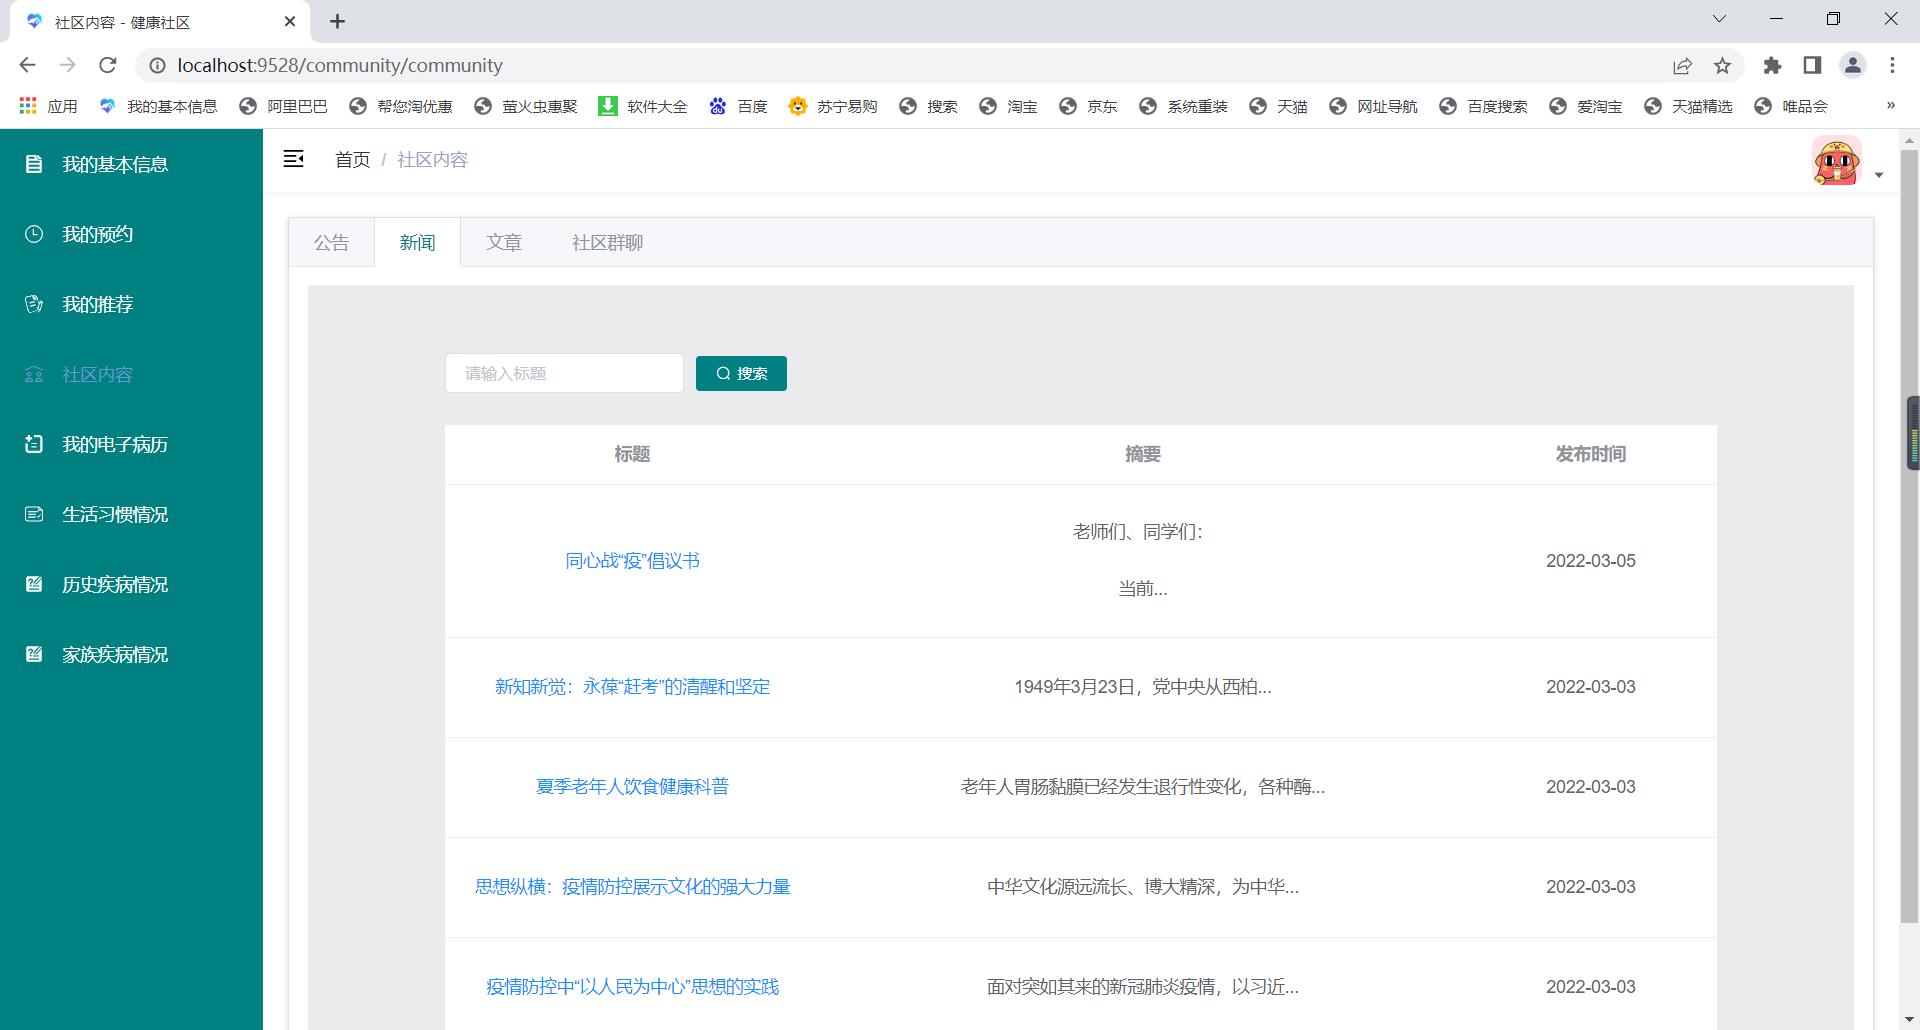 社区内容 - 健康社区
localhost:9528/community/community
应用 我的基本信息 阿里巴巴 帮您淘优惠 萤火虫惠聚 软件大全 百度 苏宁易购 搜索 淘宝 京东 系统重装 天猫 网址导航 百度搜索 爱淘宝 天猫精选 唯品会 »
我的基本信息
我的预约
我的推荐
社区内容
我的电子病历
生活习惯情况
历史疾病情况
家族疾病情况
首页 / 社区内容
公告 新闻 文章 社区群聊
请输入标题 搜索
标题 摘要 发布时间
老师们、同学们：
同心战“疫”倡议书 2022-03-05
当前...
新知新觉：永葆“赶考”的清醒和坚定 1949年3月23日，党中央从西柏... 2022-03-03
夏季老年人饮食健康科普 老年人胃肠黏膜已经发生退行性变化，各种酶... 2022-03-03
思想纵横：疫情防控展示文化的强大力量 中华文化源远流长、博大精深，为中华... 2022-03-03
疫情防控中“以人民为中心”思想的实践 面对突如其来的新冠肺炎疫情，以习近... 2022-03-03